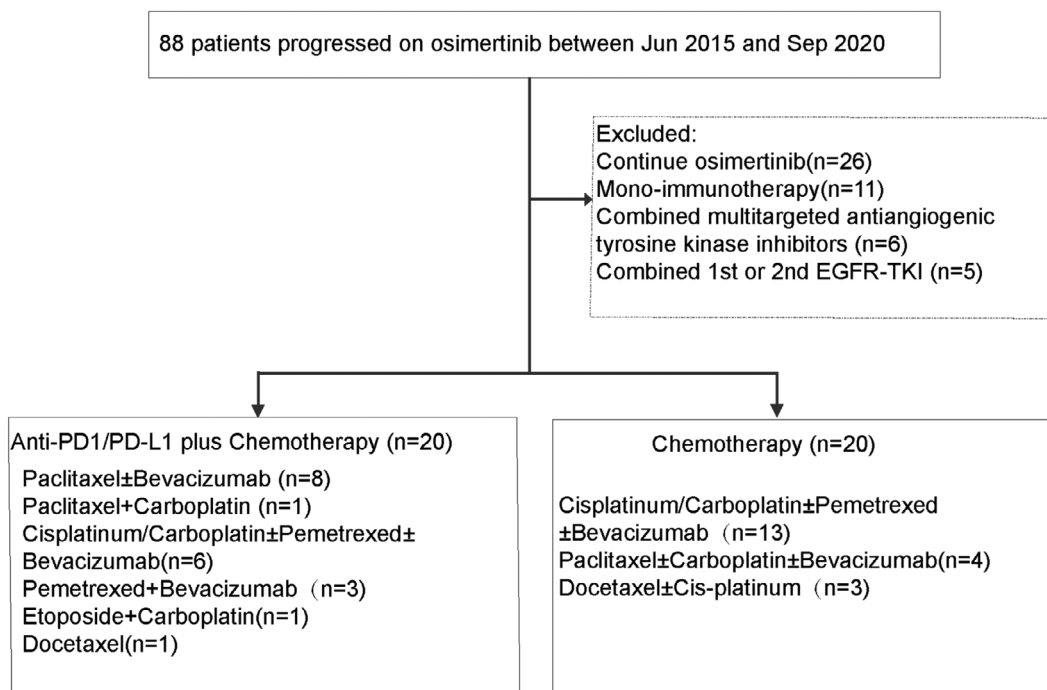 88 patients progressed on osimertinib between Jun 2015 and Sep 2020
Excluded:
Continue osimertinib(n=26)
Mono-immunotherapy(n=11)
Combined multitargeted antiangiogenic
tyrosine kinase inhibitors (n=6)
Combined 1st or 2nd EGFR-TKI (n=5)
Anti-PD1/PD-L1 plus Chemotherapy (n=20)
Paclitaxel±Bevacizumab (n=8)
Paclitaxel+Carboplatin (n=1)
Cisplatinum/Carboplatin±Pemetrexed±
Bevacizumab(n=6)
Pemetrexed+Bevacizumab（n=3)
Etoposide+Carboplatin(n=1)
Docetaxel(n=1)
Chemotherapy (n=20)
Cisplatinum/Carboplatin±Pemetrexed
±Bevacizumab（n=13)
Paclitaxel±Carboplatin±Bevacizumab(n=4)
Docetaxel±Cis-platinum（n=3)